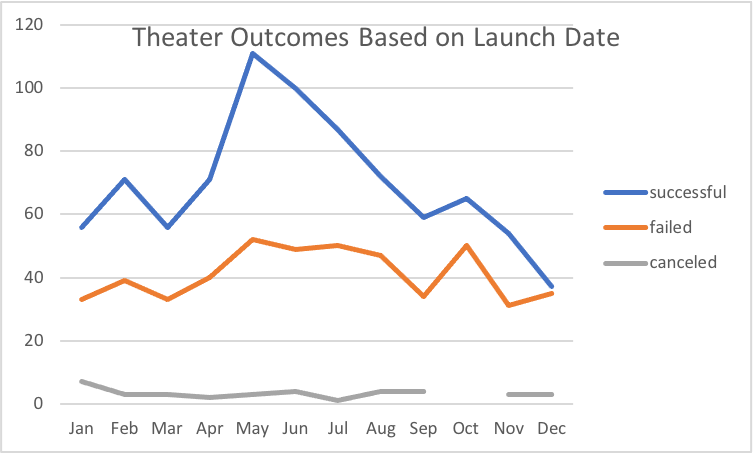 Theater Outcomes Based on Launch Date
120
100
80
60
40
20
0
Jan Feb Mar Apr May Jun Jul Aug Sep Oct Nov Dec
successful
failed
canceled